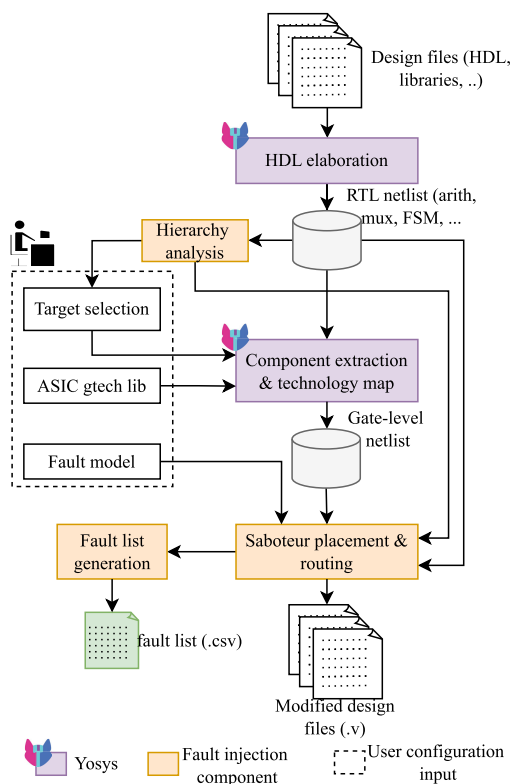 Design files (HDL,
libraries, ..)
HDL elaboration
RTL netlist (arith,
mux, FSM, ...
Hierarchy
analysis
Target selection
Component extraction
& technology map
ASIC gtech lib
Gate-level
netlist
Fault model
Fault list
generation
Saboteur placement &
routing
fault list (.csv)
Modified design
files (.v)
Yosys
Fault injection
component
User configuration
input